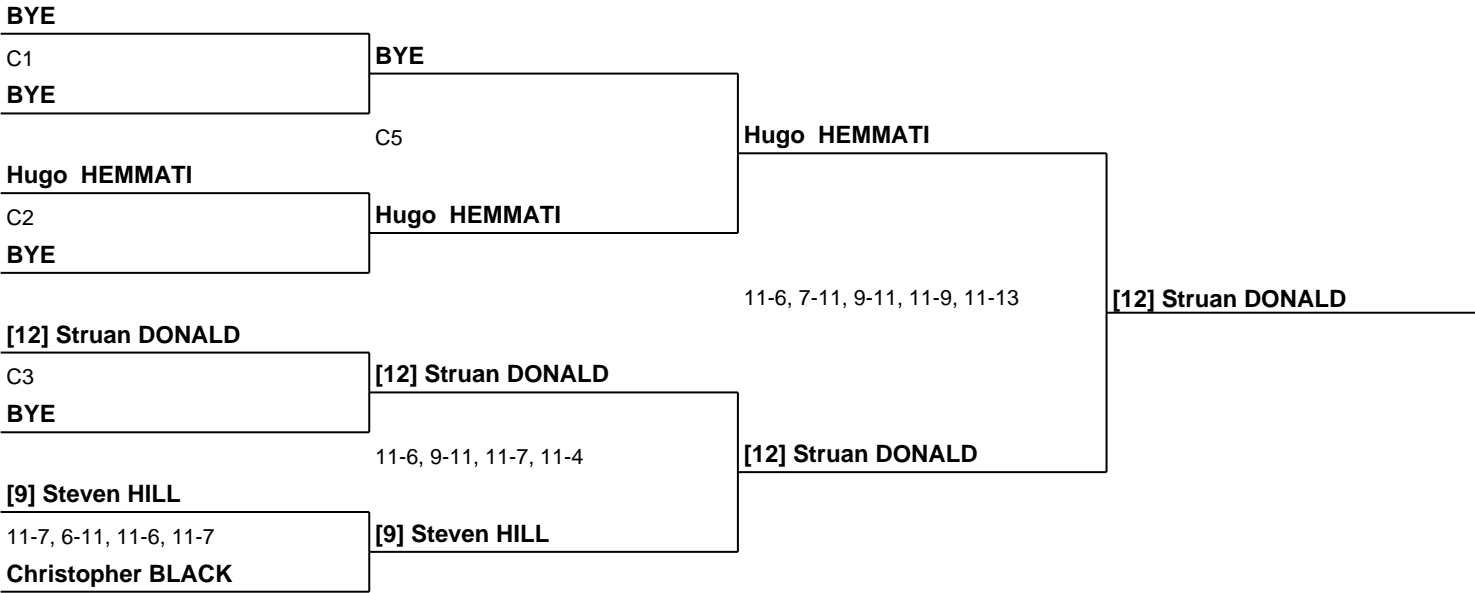 BYE
C1
BYE
BYE
C5
Hugo HEMMATI
Hugo HEMMATI
C2
Hugo HEMMATI
BYE
11-6, 7-11, 9-11, 11-9, 11-13
[12] Struan DONALD
[12] Struan DONALD
C3
[12] Struan DONALD
BYE
11-6, 9-11, 11-7, 11-4
[12] Struan DONALD
[9] Steven HILL
11-7, 6-11, 11-6, 11-7
[9] Steven HILL
Christopher BLACK